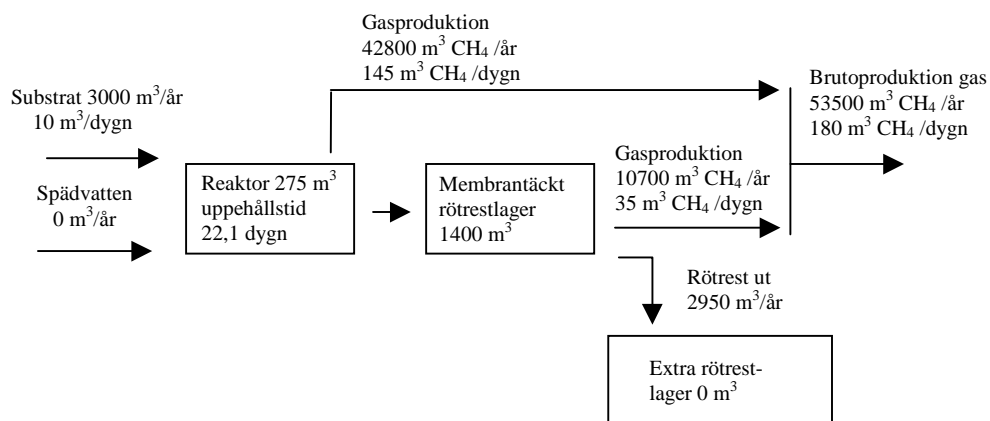 Gasproduktion
42800 m³ CH₄ /år
145 m³ CH₄ /dygn
Brutoproduktion gas
53500 m³ CH₄ /år
180 m³ CH₄ /dygn
Substrat 3000 m³/år
10 m³/dygn
Spädvatten
0 m³/år
Reaktor 275 m³
uppehållstid
22,1 dygn
Membrantäckt
rötrestlager
1400 m³
Gasproduktion
10700 m³ CH₄ /år
35 m³ CH₄ /dygn
Rötrest ut
2950 m³/år
Extra rötrest-
lager 0 m³